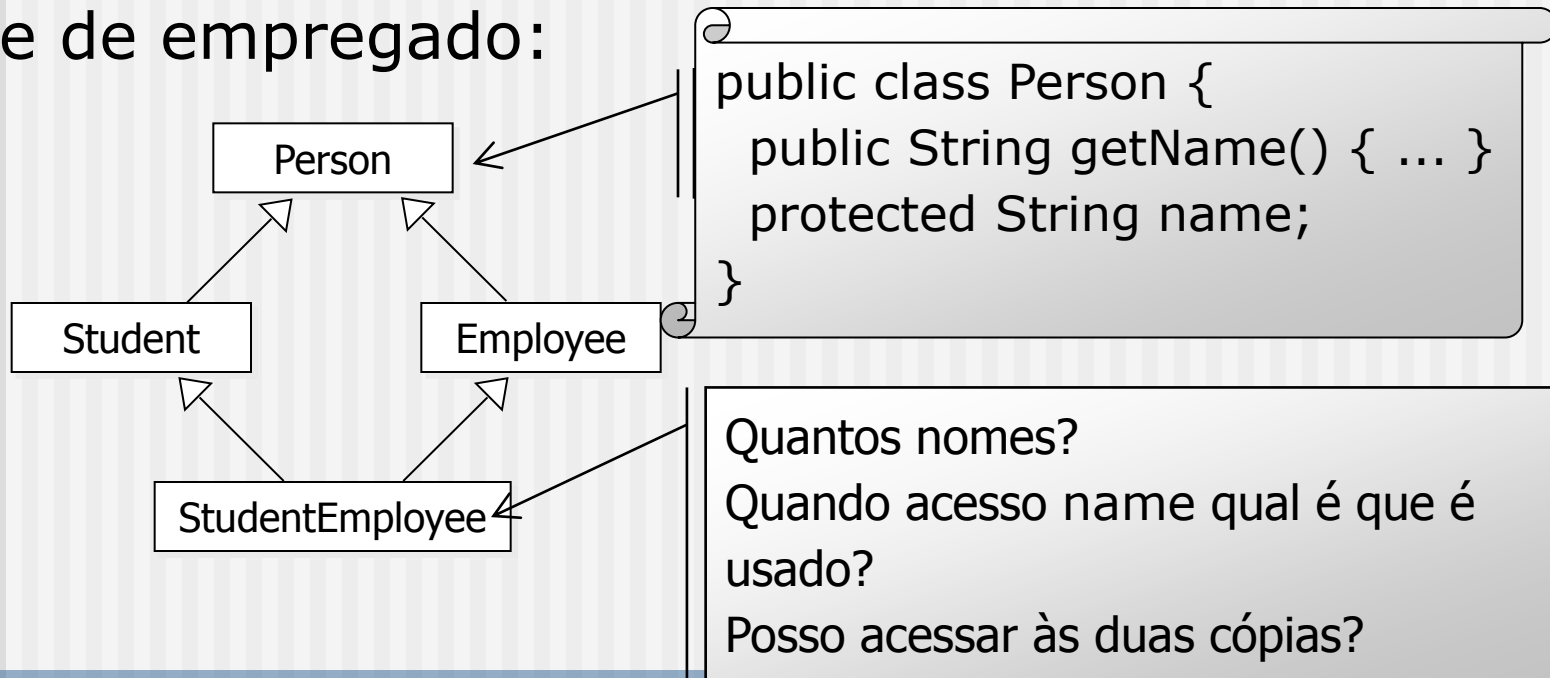 e de empregado:
public class Person {
public String getName() { ... }
protected String name;
}
Person
Student
Employee
StudentEmployee
Quantos nomes?
Quando acesso name qual é que é
usado?
Posso acessar às duas cópias?